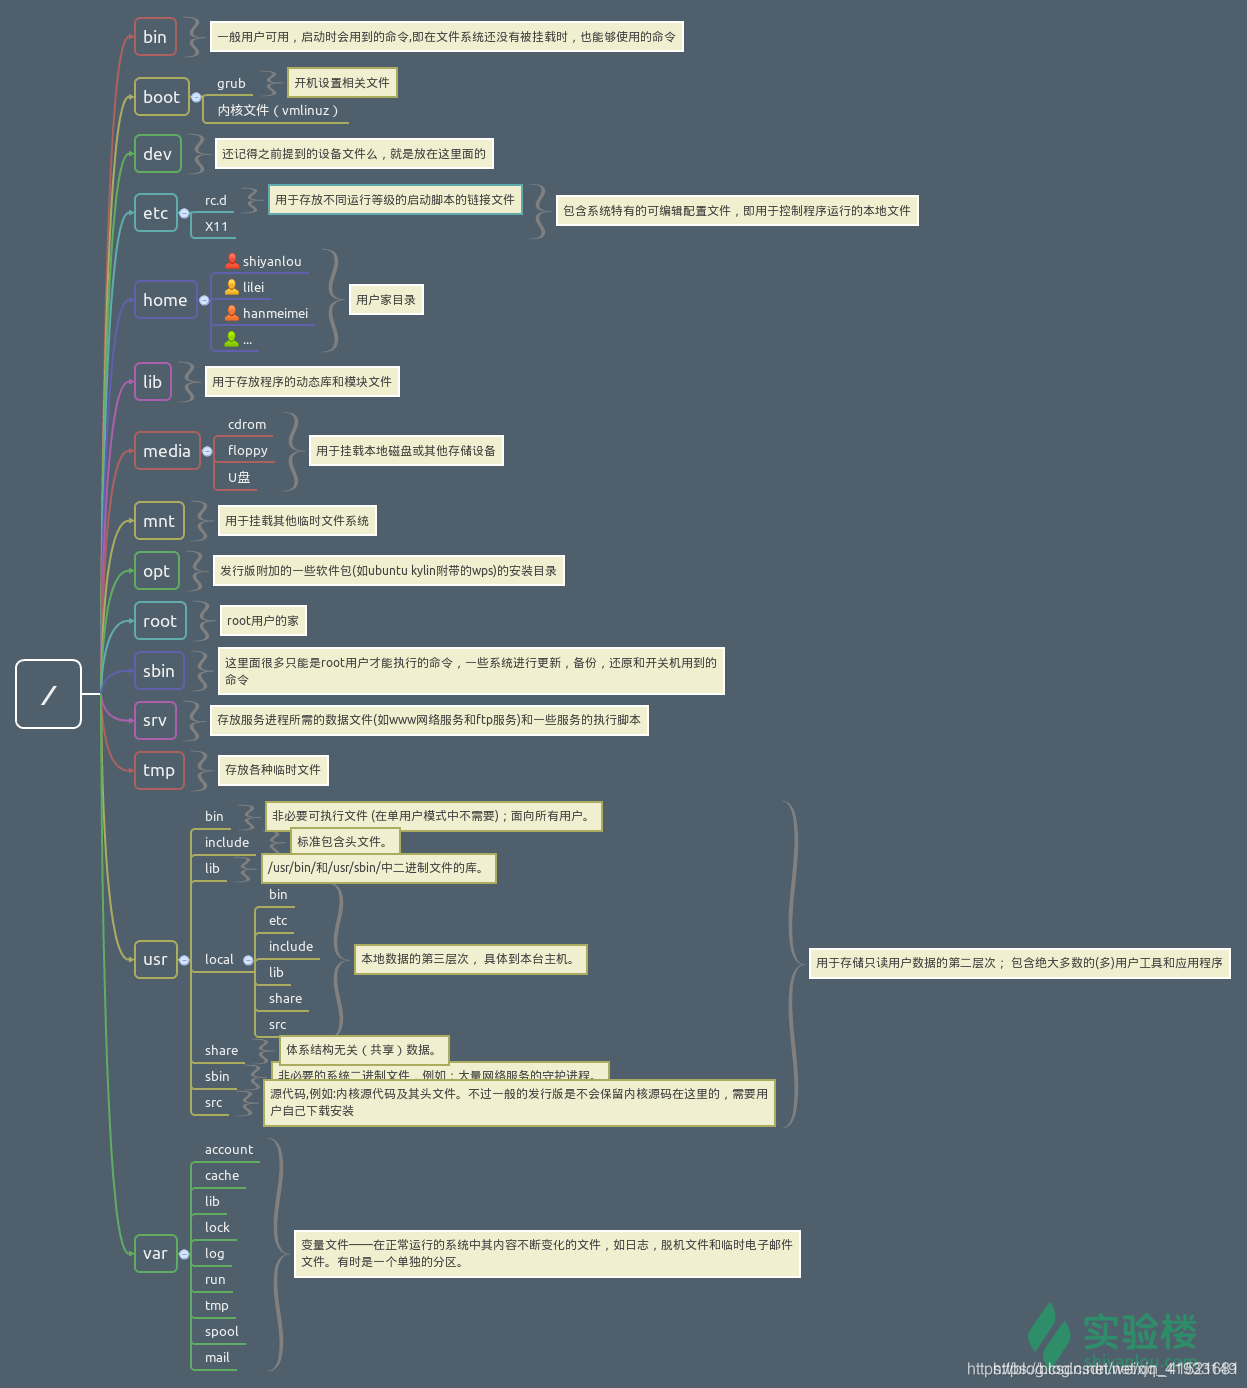 /
bin
一般用户可用，启动时会用到的命令,即在文件系统还没有被挂载时，也能够使用的命令
boot
grub
开机设置相关文件
内核文件（vmlinuz）
dev
还记得之前提到的设备文件么，就是放在这里面的
etc
rc.d
用于存放不同运行等级的启动脚本的链接文件
X11
包含系统特有的可编辑配置文件，即用于控制程序运行的本地文件
home
shiyanlou
lilei
hanmeimei
...
用户家目录
lib
用于存放程序的动态库和模块文件
media
cdrom
floppy
U盘
用于挂载本地磁盘或其他存储设备
mnt
用于挂载其他临时文件系统
opt
发行版附加的一些软件包(如ubuntu kylin附带的wps)的安装目录
root
root用户的家
sbin
这里面很多只能是root用户才能执行的命令，一些系统进行更新，备份，还原和开关机用到的
命令
srv
存放服务进程所需的数据文件(如www网络服务和ftp服务)和一些服务的执行脚本
tmp
存放各种临时文件
usr
bin
非必要可执行文件 (在单用户模式中不需要)；面向所有用户。
include
标准包含头文件。
lib
/usr/bin/和/usr/sbin/中二进制文件的库。
local
bin
etc
include
lib
share
src
本地数据的第三层次， 具体到本台主机。
share
体系结构无关（共享）数据。
sbin
非必要的系统二进制文件，例如：大量网络服务的守护进程。
src
源代码,例如:内核源代码及其头文件。不过一般的发行版是不会保留内核源码在这里的，需要用
户自己下载安装
用于存储只读用户数据的第二层次； 包含绝大多数的(多)用户工具和应用程序
var
account
cache
lib
lock
log
run
tmp
spool
mail
变量文件——在正常运行的系统中其内容不断变化的文件，如日志，脱机文件和临时电子邮件
文件。有时是一个单独的分区。
实验楼
shiyanlou.com